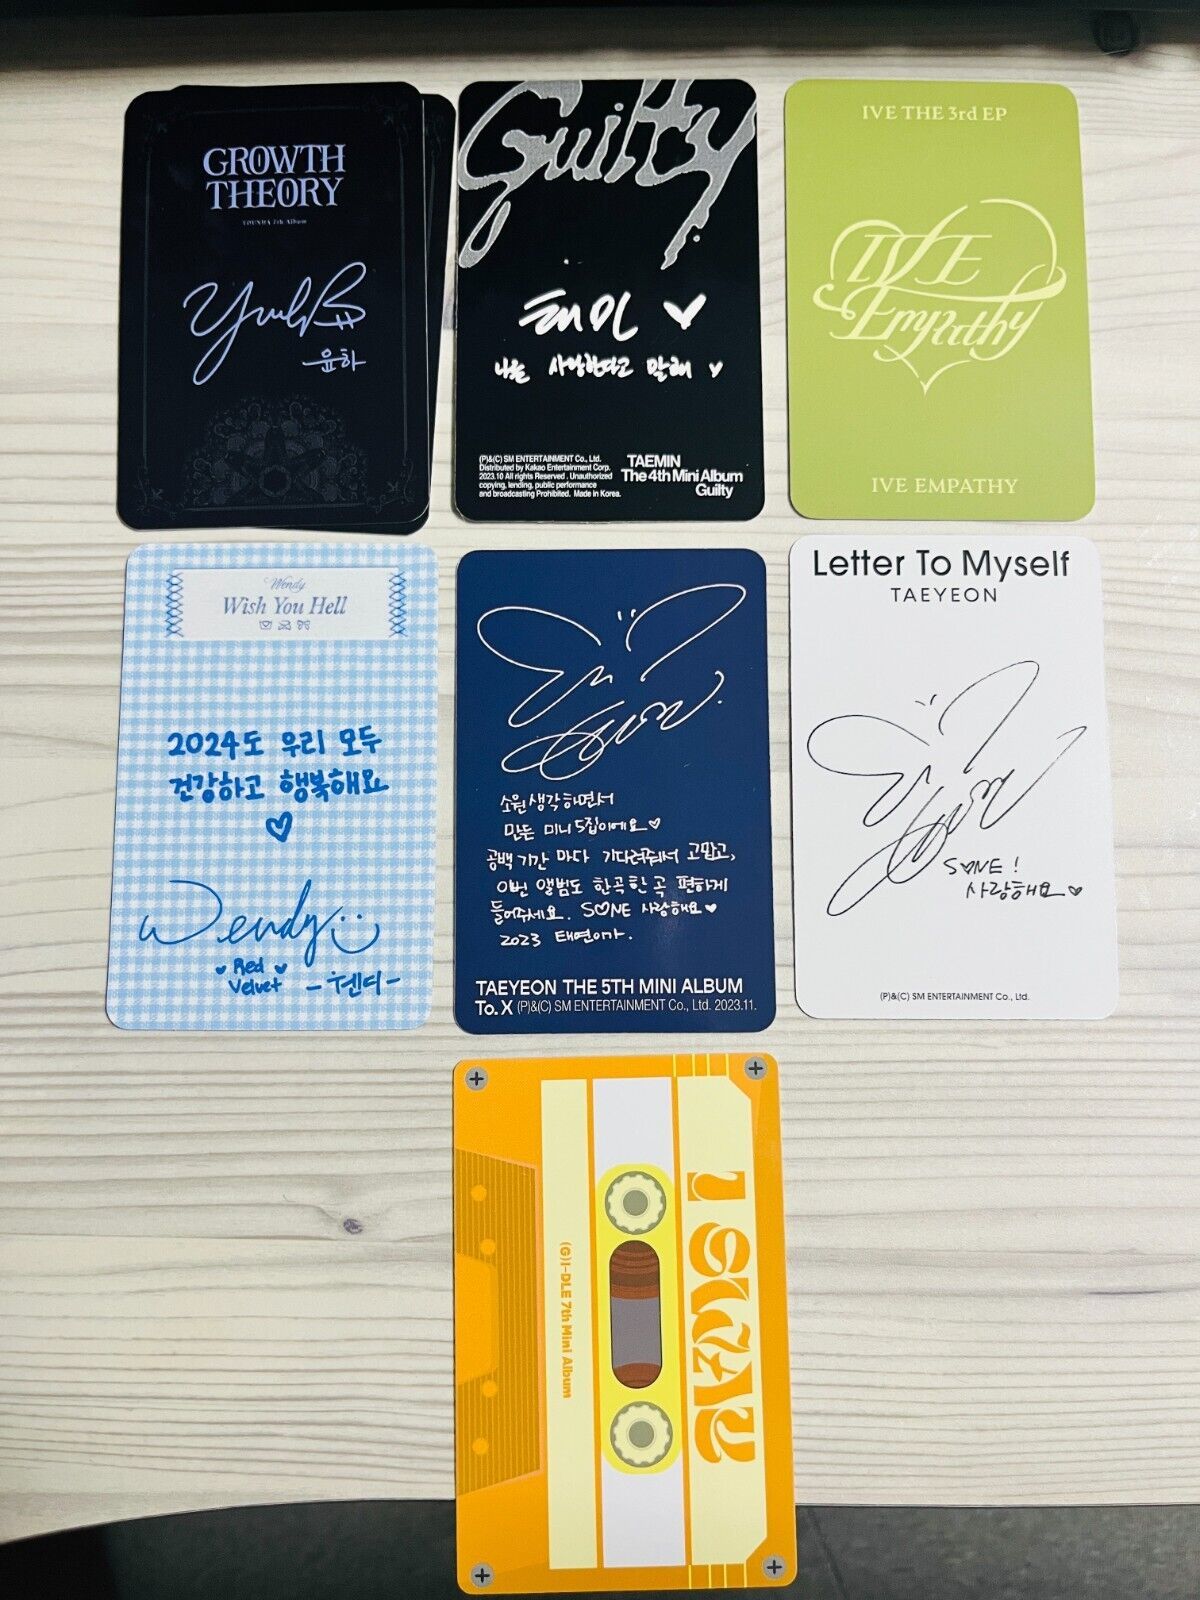 GROWTH
THEORY
YOUNHA 7th Album
윤하
Guilty
태민 ♥
나를 사랑한다고 말해 ♥
(P)&(C) SM ENTERTAINMENT Co., Ltd.
Distributed by Kakao Entertainment Corp.
2023.10 All rights Reserved. Unauthorized
copying, lending, public performance
and broadcasting Prohibited. Made in Korea.
TAEMIN
The 4th Mini Album
Guilty
IVE THE 3rd EP
IVE
Empathy
IVE EMPATHY
Wendy
Wish You Hell
2024도 우리 모두
건강하고 행복해요
♡
Wendy
♥ Red ♥
Velvet
-웬디-
소원 생각하면서
만든 미니 5집이에요♡
공백 기간 마다 기다려줘서 고맙고,
이번 앨범도 한곡한곡 편하게
들어주세요. S♡NE 사랑해요♥
2023 태연이가.
TAEYEON THE 5TH MINI ALBUM
To. X (P)&(C) SM ENTERTAINMENT Co., Ltd. 2023.11.
Letter To Myself
TAEYEON
S♥NE!
사랑해요♥
(P)&(C) SM ENTERTAINMENT Co., Ltd.
I SWAY
(G)I-DLE 7th Mini Album